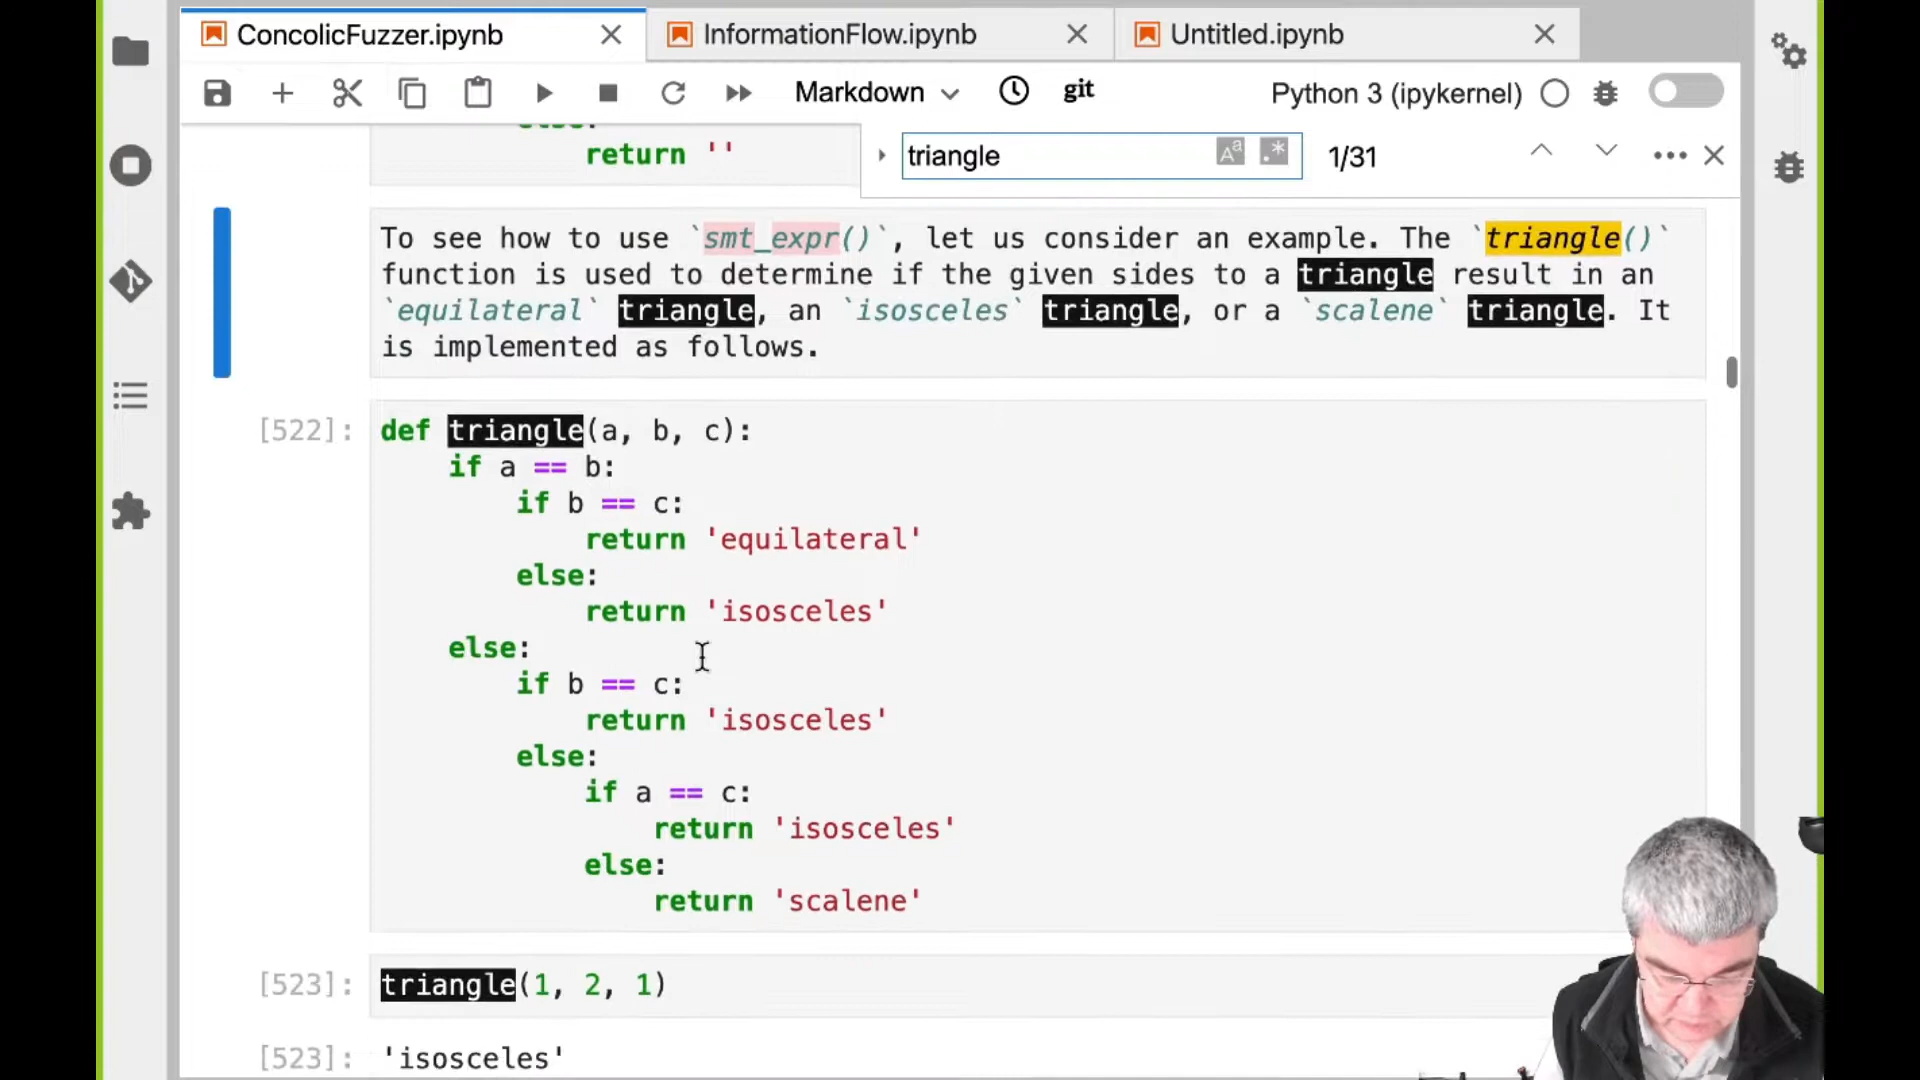 ConcolicFuzzer.ipynb
InformationFlow.ipynb
Untitled.ipynb
Markdown
git
Python 3 (ipykernel)
return ''
triangle
Aa
.*
1/31
To see how to use `smt_expr()`, let us consider an example. The `triangle()`
function is used to determine if the given sides to a triangle result in an
`equilateral` triangle, an `isosceles` triangle, or a `scalene` triangle. It
is implemented as follows.
[522]:
def triangle(a, b, c):
    if a == b:
        if b == c:
            return 'equilateral'
        else:
            return 'isosceles'
    else:
        if b == c:
            return 'isosceles'
        else:
            if a == c:
                return 'isosceles'
            else:
                return 'scalene'
[523]:
triangle(1, 2, 1)
[523]:
'isosceles'